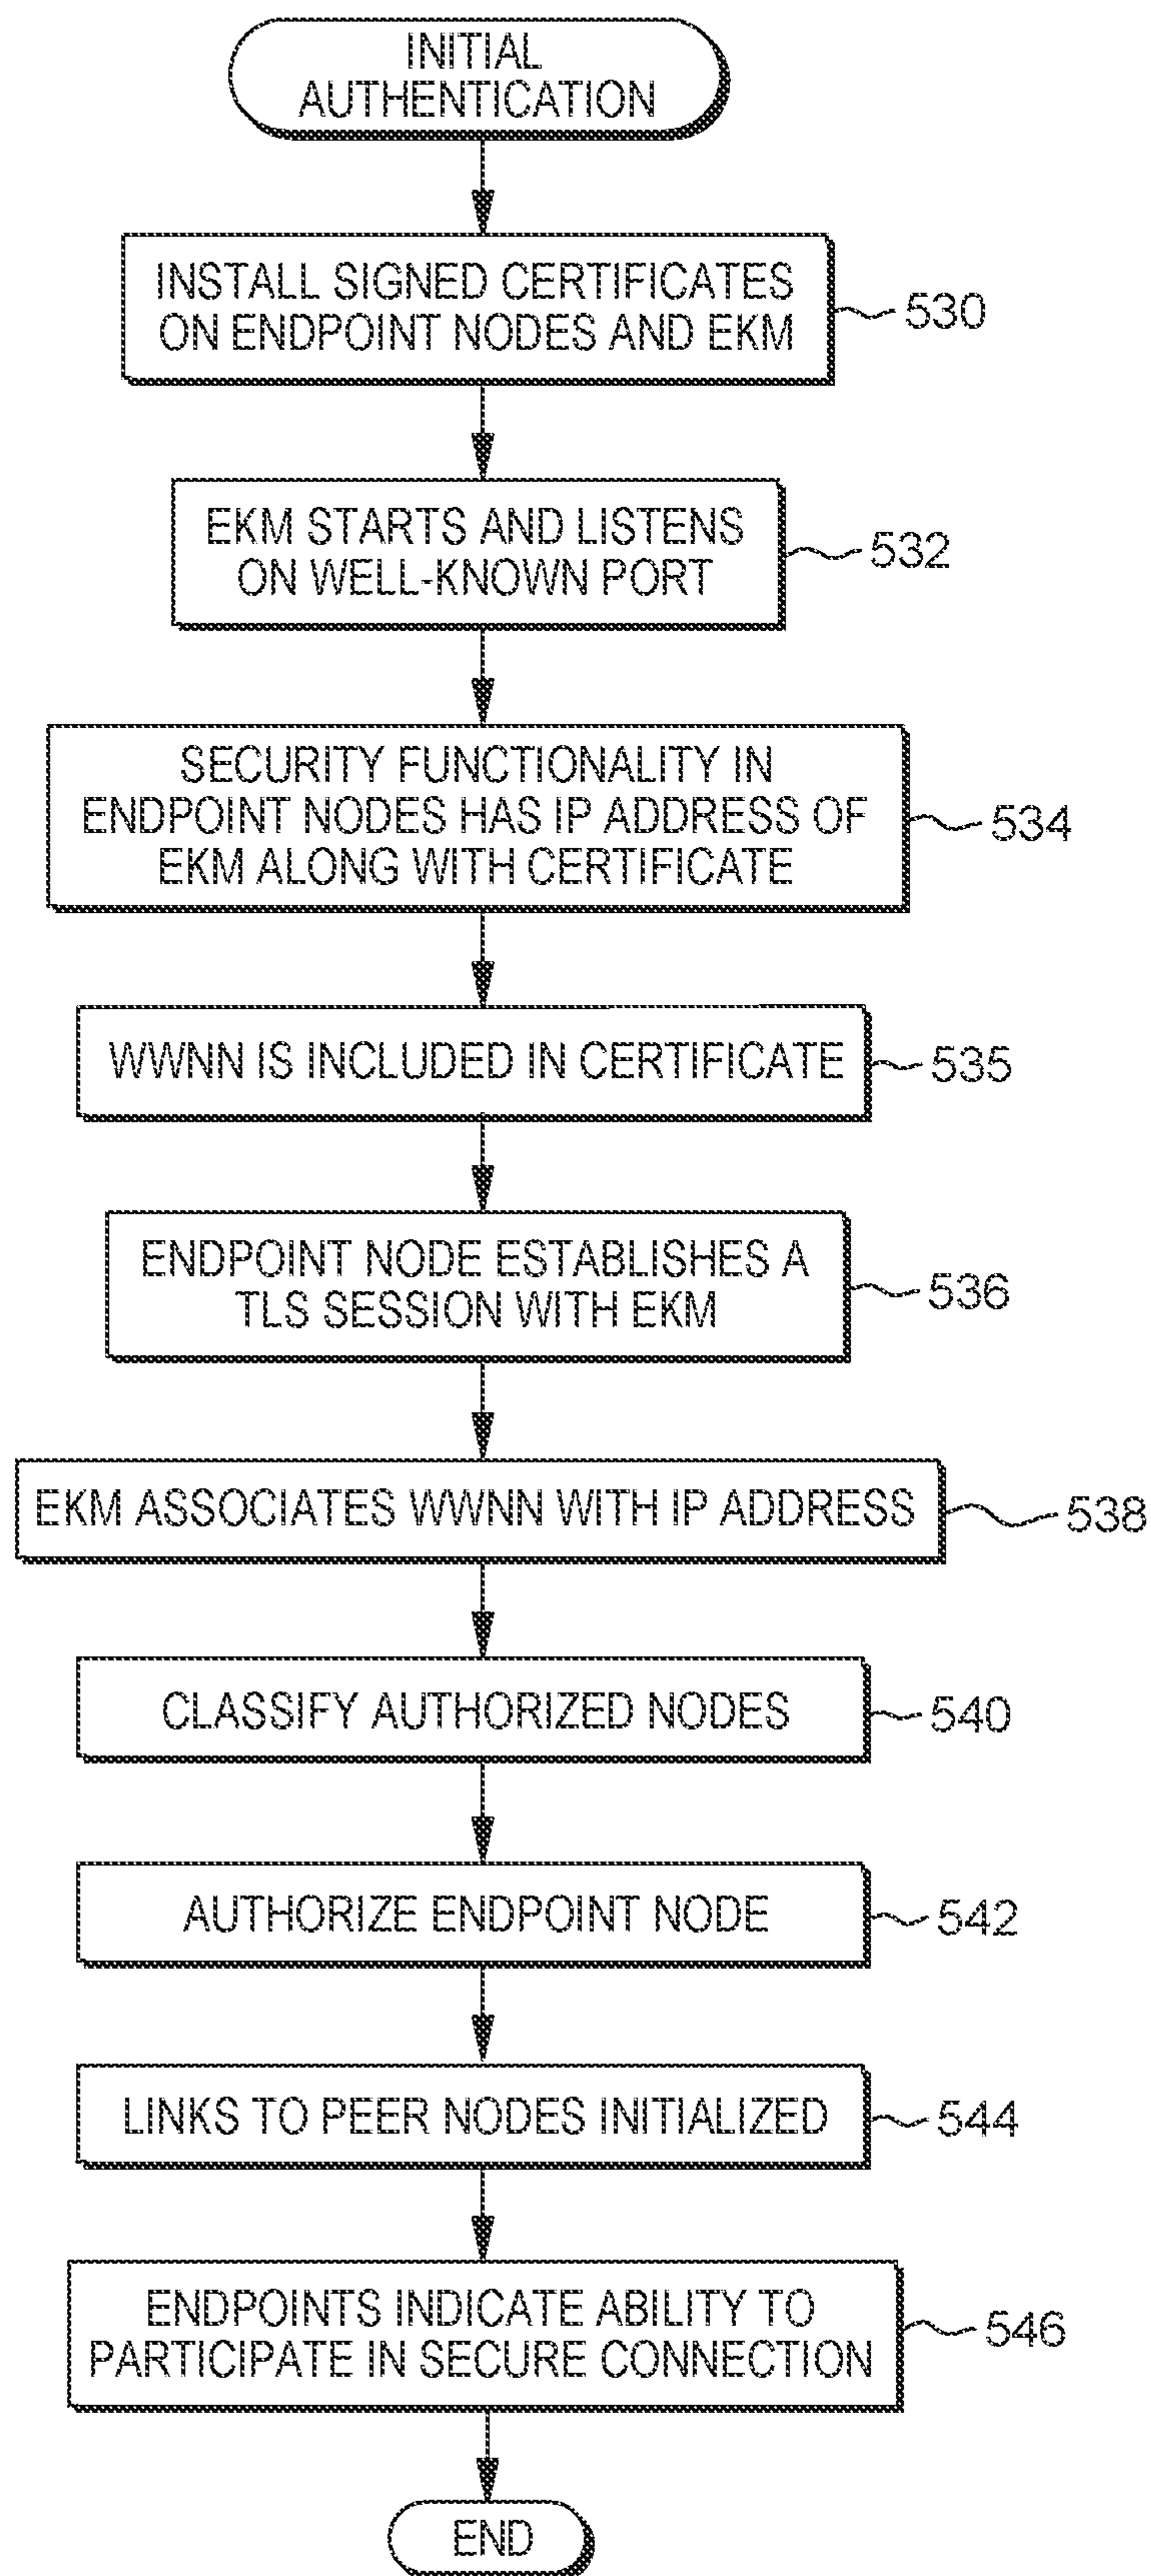 INITIAL
AUTHENTICATION
INSTALL SIGNED CERTIFICATES
ON ENDPOINT NODES AND EKM
530
EKM STARTS AND LISTENS
ON WELL-KNOWN PORT
532
SECURITY FUNCTIONALITY IN
ENDPOINT NODES HAS IP ADDRESS OF
EKM ALONG WITH CERTIFICATE
534
WWNN IS INCLUDED IN CERTIFICATE
535
ENDPOINT NODE ESTABLISHES A
TLS SESSION WITH EKM
536
EKM ASSOCIATES WWNN WITH IP ADDRESS
538
CLASSIFY AUTHORIZED NODES
540
AUTHORIZE ENDPOINT NODE
542
LINKS TO PEER NODES INITIALIZED
544
ENDPOINTS INDICATE ABILITY TO
PARTICIPATE IN SECURE CONNECTION
546
END